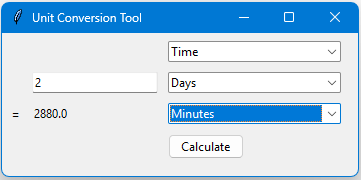 Unit Conversion Tool
Time
2 Days
= 2880.0 Minutes
Calculate